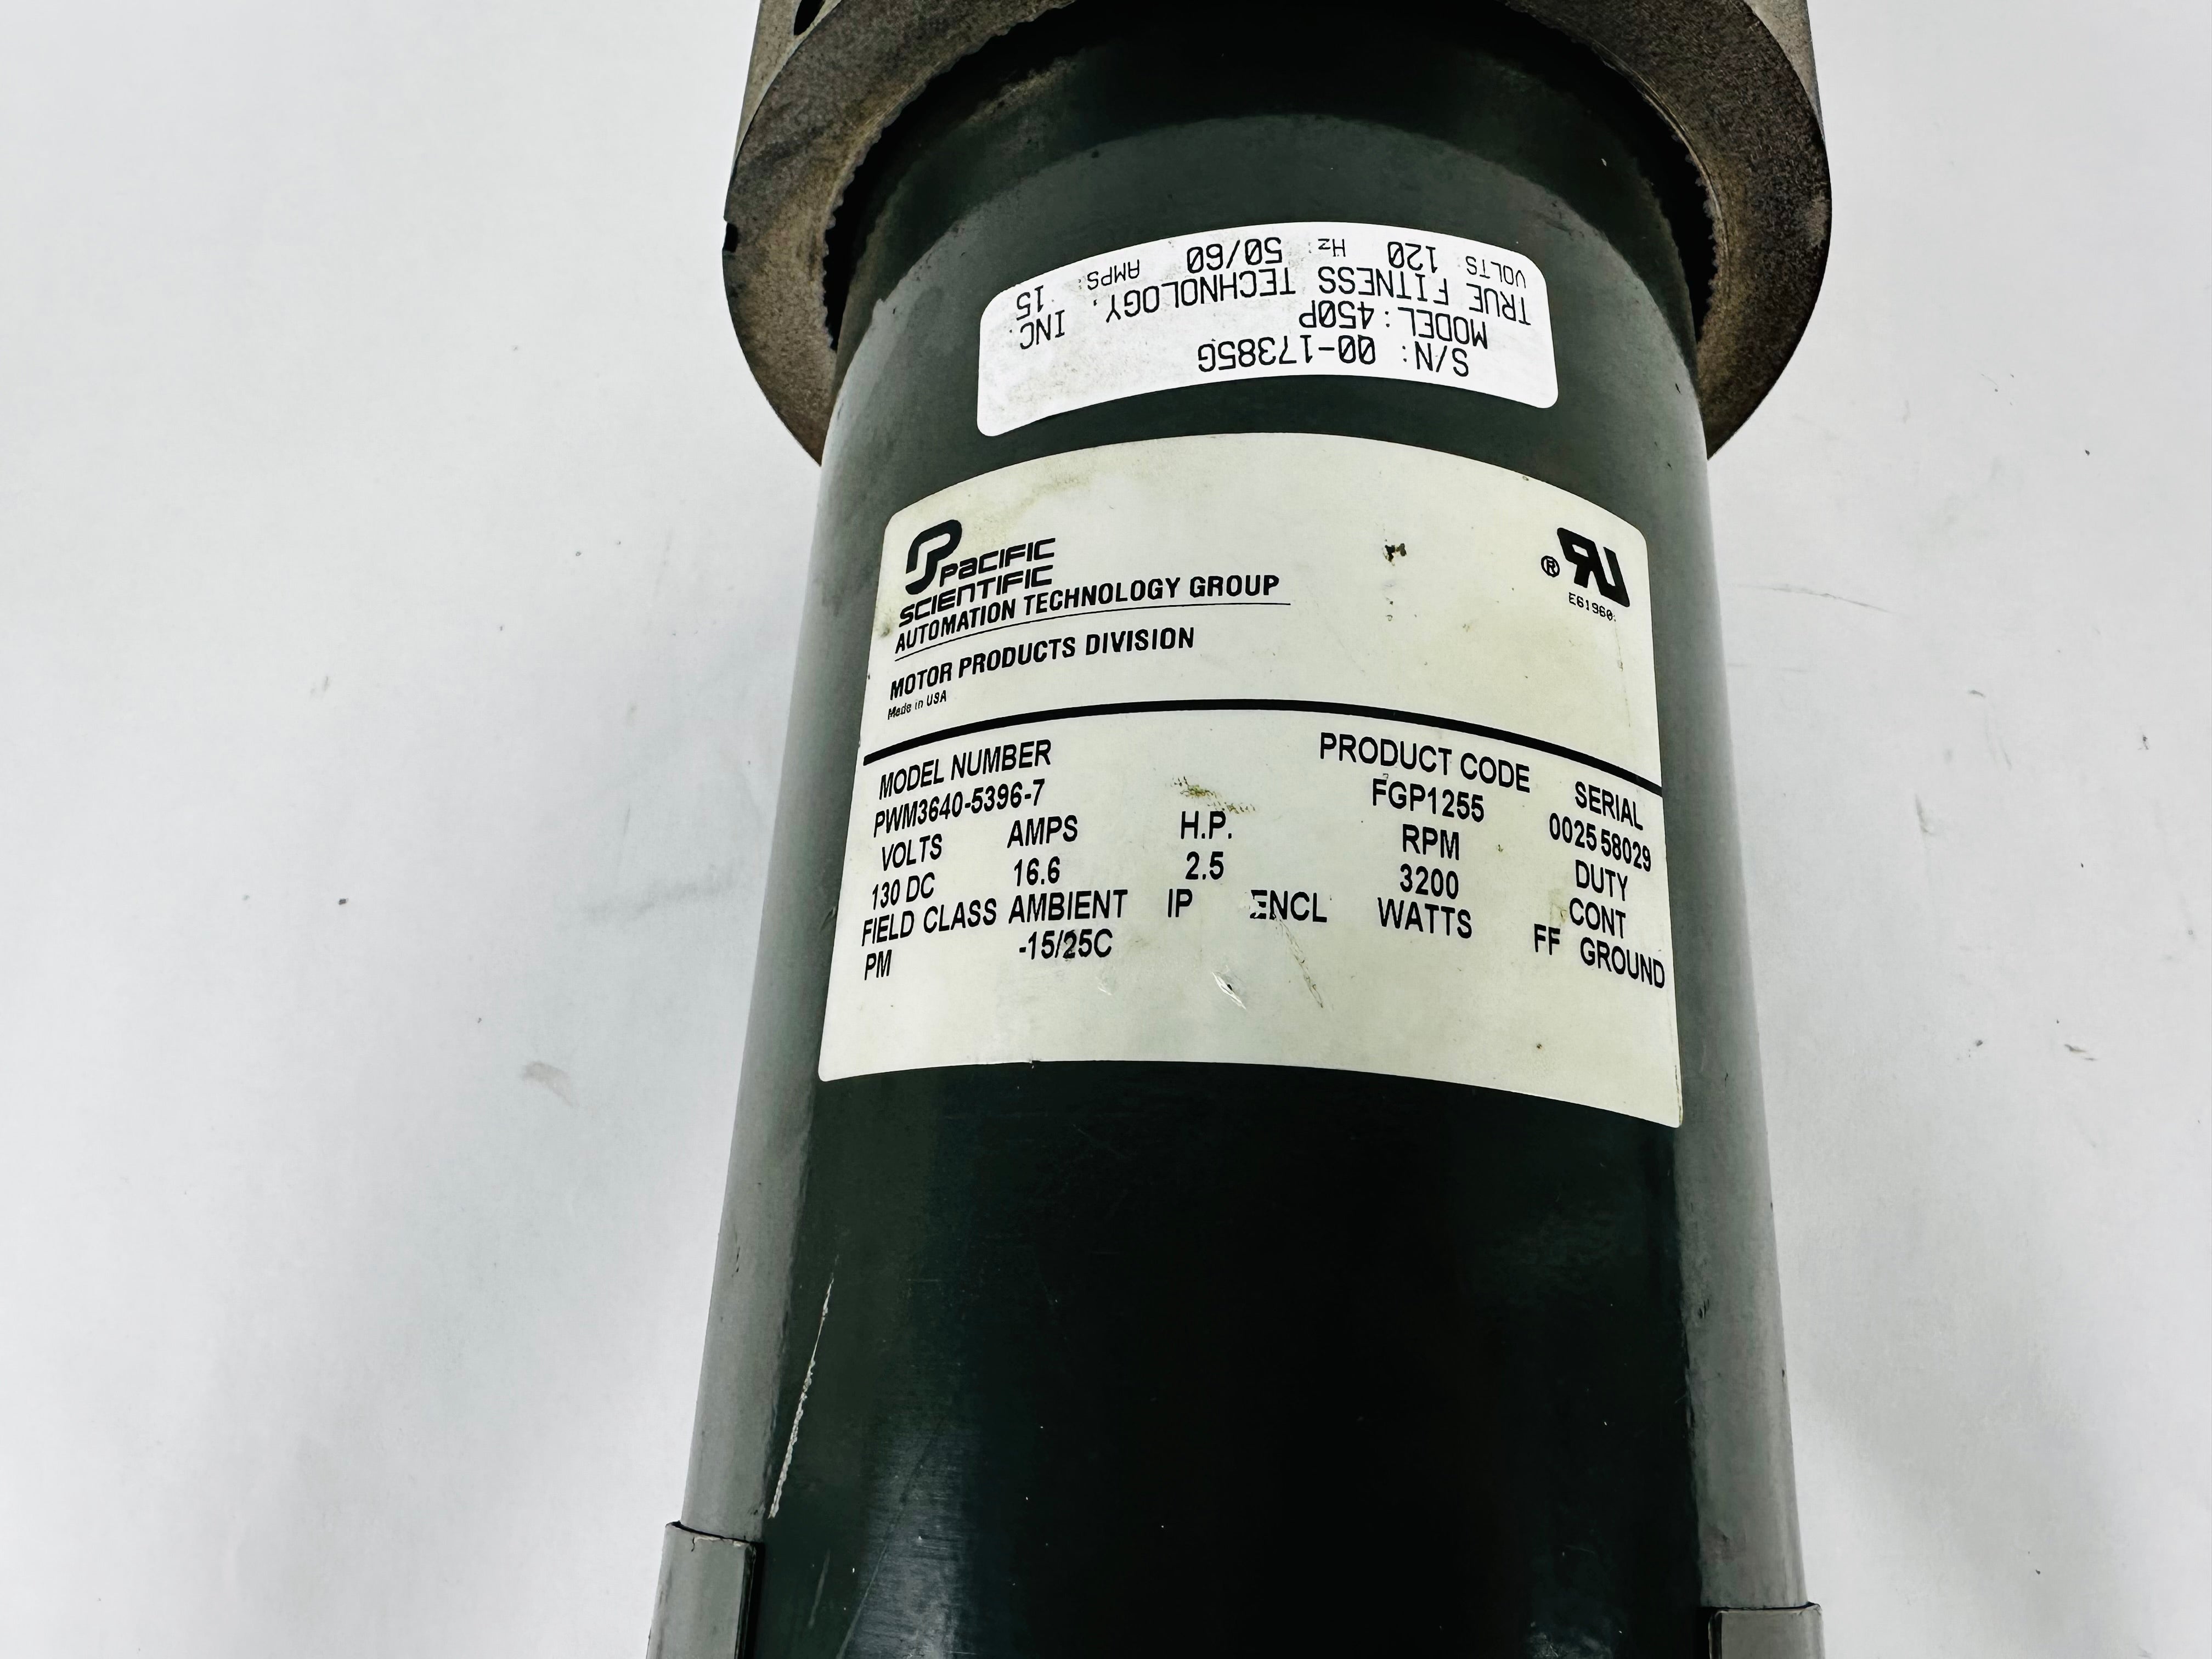 VOLTS: 120 Hz: 50/60 AMPS: 15
TRUE FITNESS TECHNOLOGY, INC.
MODEL: 450P
S/N: 00-17385G
PACIFIC
SCIENTIFIC
AUTOMATION TECHNOLOGY GROUP
MOTOR PRODUCTS DIVISION
Made in USA
®
E61960
MODEL NUMBER PRODUCT CODE SERIAL
PWM3640-5396-7 FGP1255 002558029
VOLTS AMPS H.P. RPM DUTY
130 DC 16.6 2.5 3200 CONT
FIELD CLASS AMBIENT IP ENCL WATTS FF GROUND
PM -15/25C